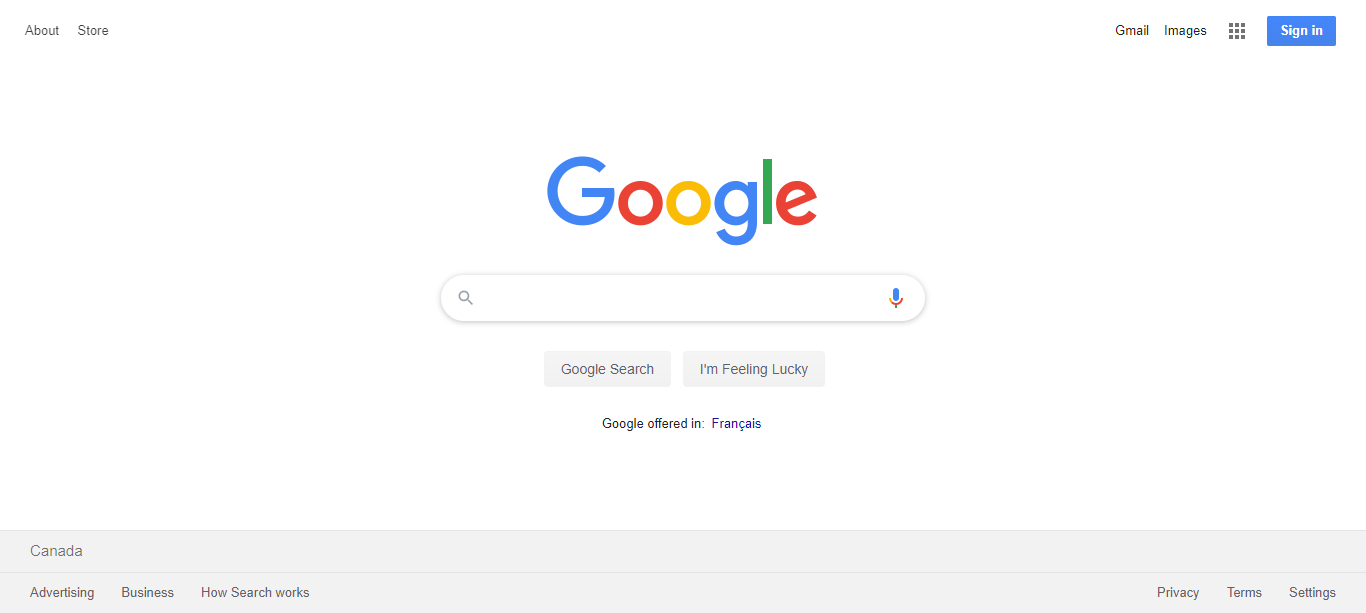 About Store Gmail Images Sign in
Google
Google Search I'm Feeling Lucky
Google offered in: Français
Canada
Advertising Business How Search works Privacy Terms Settings